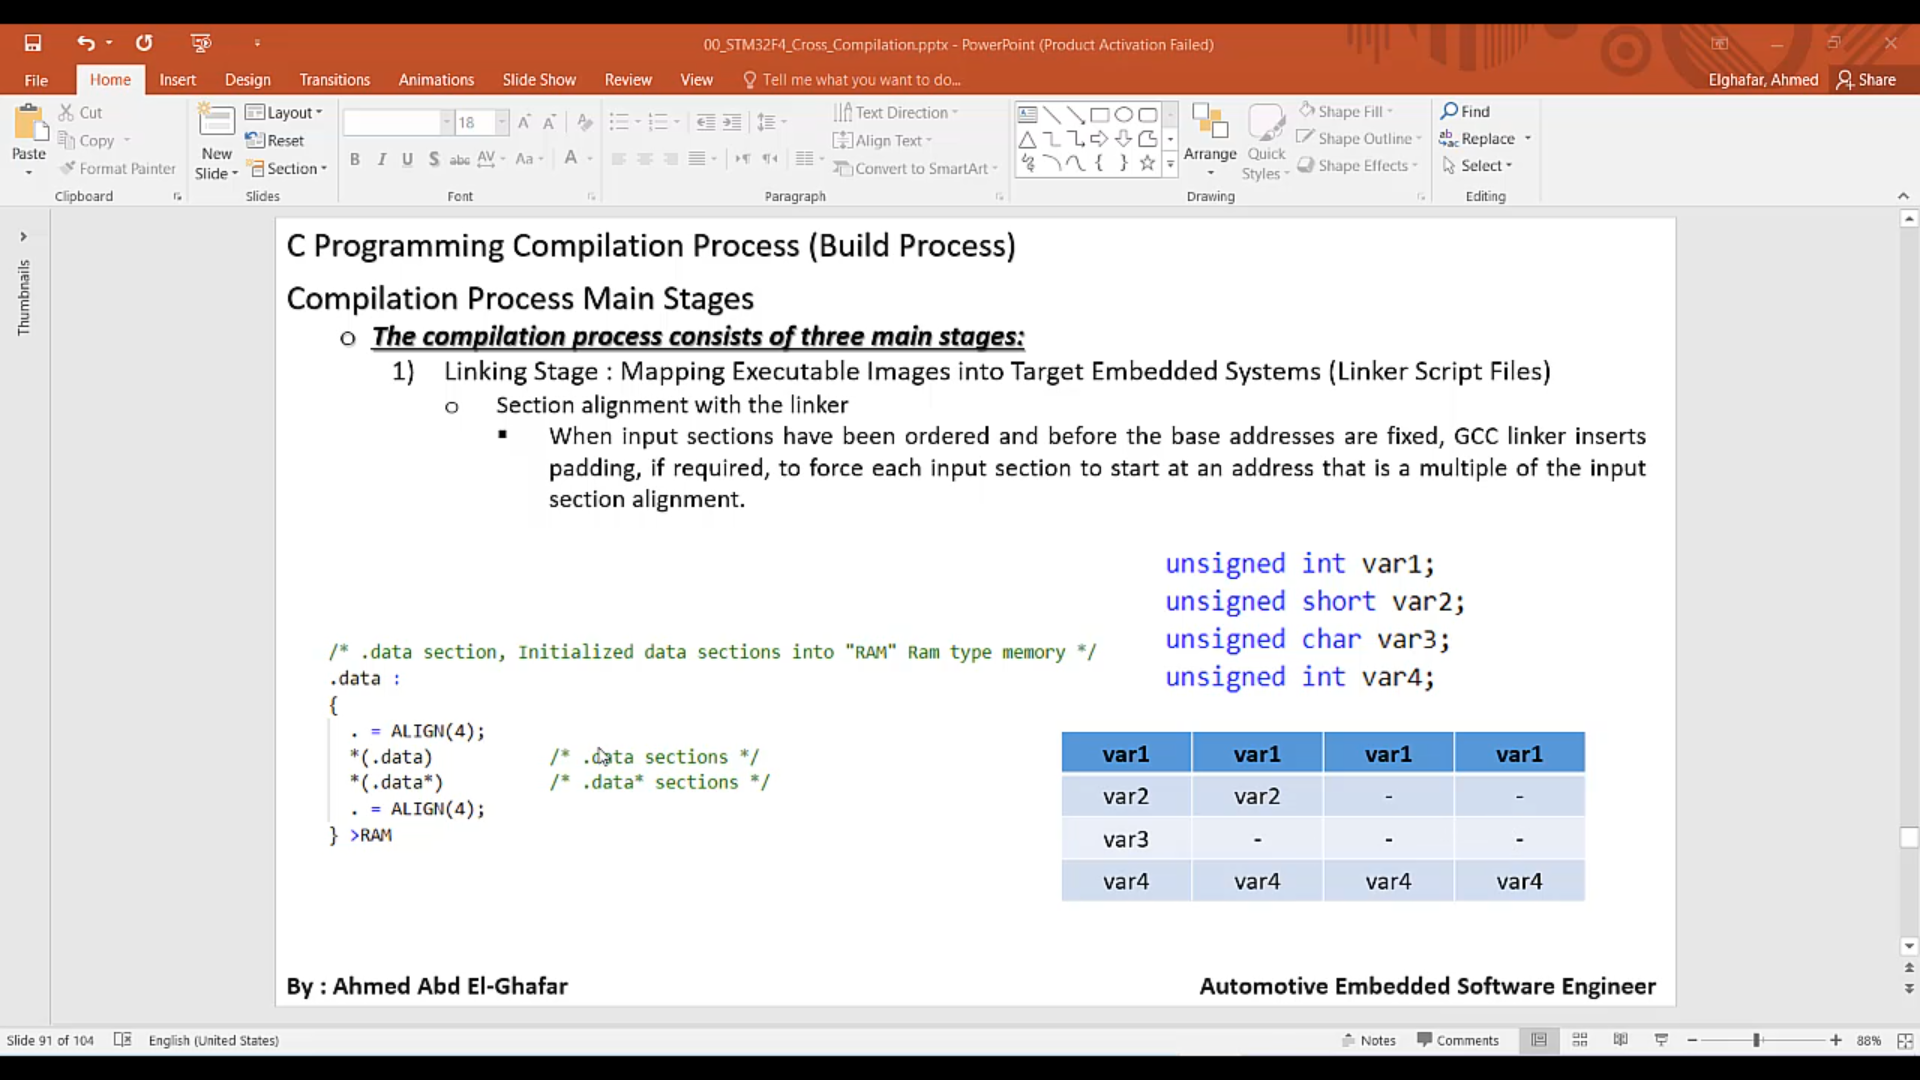 00_STM32F4_Cross_Compilation.pptx - PowerPoint (Product Activation Failed)
File Home Insert Design Transitions Animations Slide Show Review View Tell me what you want to do... Elghafar, Ahmed Share
Paste
Cut
Copy
Format Painter
Clipboard
New Slide
Layout
Reset
Section
Slides
18
Font
Text Direction
Align Text
Convert to SmartArt
Paragraph
Arrange
Quick Styles
Shape Fill
Shape Outline
Shape Effects
Drawing
Find
Replace
Select
Editing
Thumbnails
C Programming Compilation Process (Build Process)
Compilation Process Main Stages
o The compilation process consists of three main stages:
1) Linking Stage : Mapping Executable Images into Target Embedded Systems (Linker Script Files)
o Section alignment with the linker
▪ When input sections have been ordered and before the base addresses are fixed, GCC linker inserts
padding, if required, to force each input section to start at an address that is a multiple of the input
section alignment.
unsigned int var1;
unsigned short var2;
unsigned char var3;
unsigned int var4;
/* .data section, Initialized data sections into "RAM" Ram type memory */
.data :
{
. = ALIGN(4);
*(.data) /* .data sections */
*(.data*) /* .data* sections */
. = ALIGN(4);
} >RAM
var1 var1 var1 var1
var2 var2 - -
var3 - - -
var4 var4 var4 var4
By : Ahmed Abd El-Ghafar
Automotive Embedded Software Engineer
Slide 91 of 104 English (United States) Notes Comments 88%